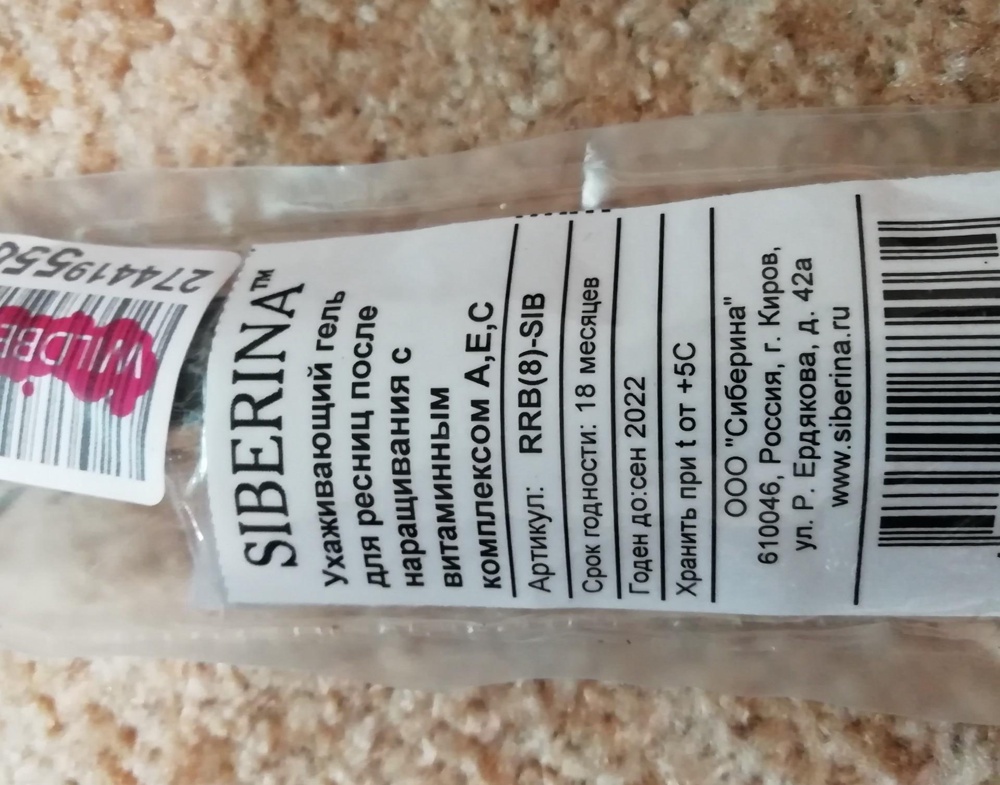 SIBERINA™
Ухаживающий гель
для ресниц после
наращивания с
витаминным
комплексом А,Е,С
Артикул: RRB(8)-SIB
Срок годности: 18 месяцев
Годен до:сен 2022
Хранить при t от +5С
ООО "Сиберина"
610046, Россия, г. Киров,
ул. Р. Ердякова, д. 42а
www.siberina.ru